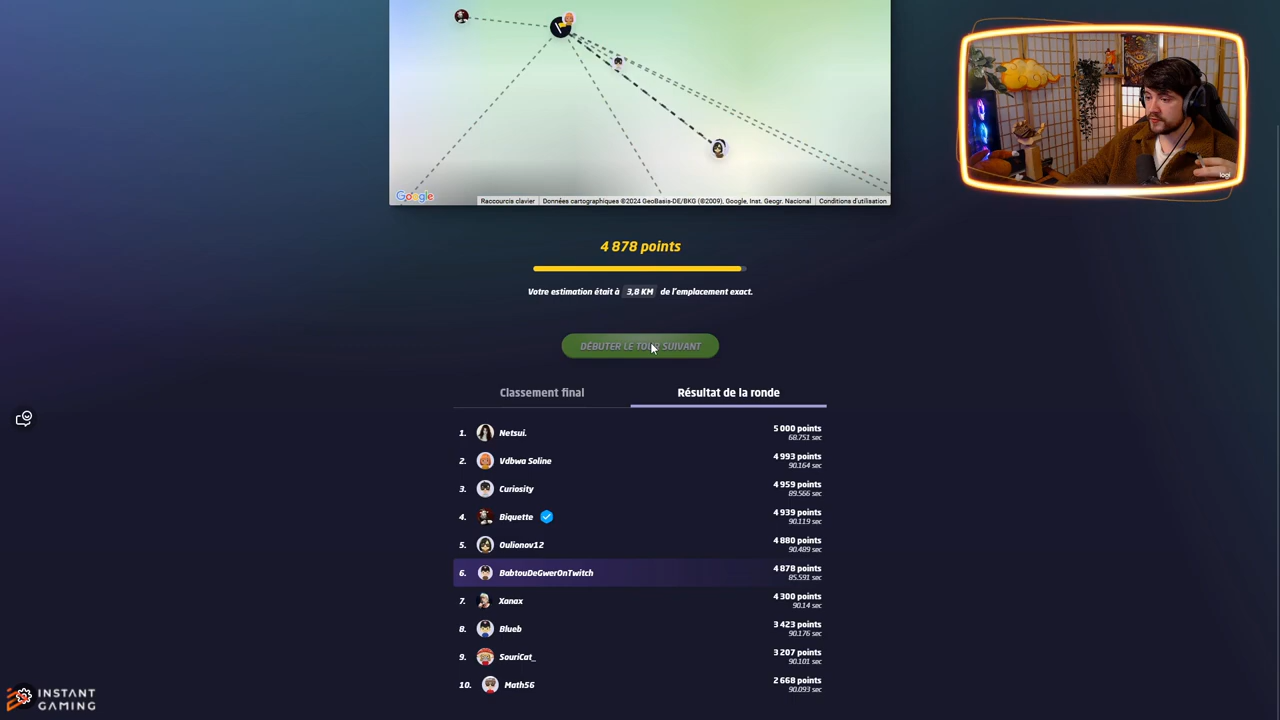 logi
Google
Raccourcis clavier
Données cartographiques ©2024 GeoBasis-DE/BKG (©2009), Google, Inst. Geogr. Nacional
Conditions d'utilisation
4 878 points
Votre estimation était à 3,8 KM de l'emplacement exact.
DÉBUTER LE TOUR SUIVANT
Classement final
Résultat de la ronde
1. Netsui. 5 000 points
68.751 sec
2. Vdbwa Soline 4 993 points
90.164 sec
3. Curiosity 4 959 points
89.566 sec
4. Biquette 4 939 points
90.119 sec
5. Oulionov12 4 880 points
90.489 sec
6. BabtouDeGwerOnTwitch 4 878 points
85.591 sec
7. Xanax 4 300 points
90.14 sec
8. Blueb 3 423 points
90.176 sec
9. SouriCat_ 3 207 points
90.101 sec
10. Math56 2 668 points
90.093 sec
INSTANT
GAMING